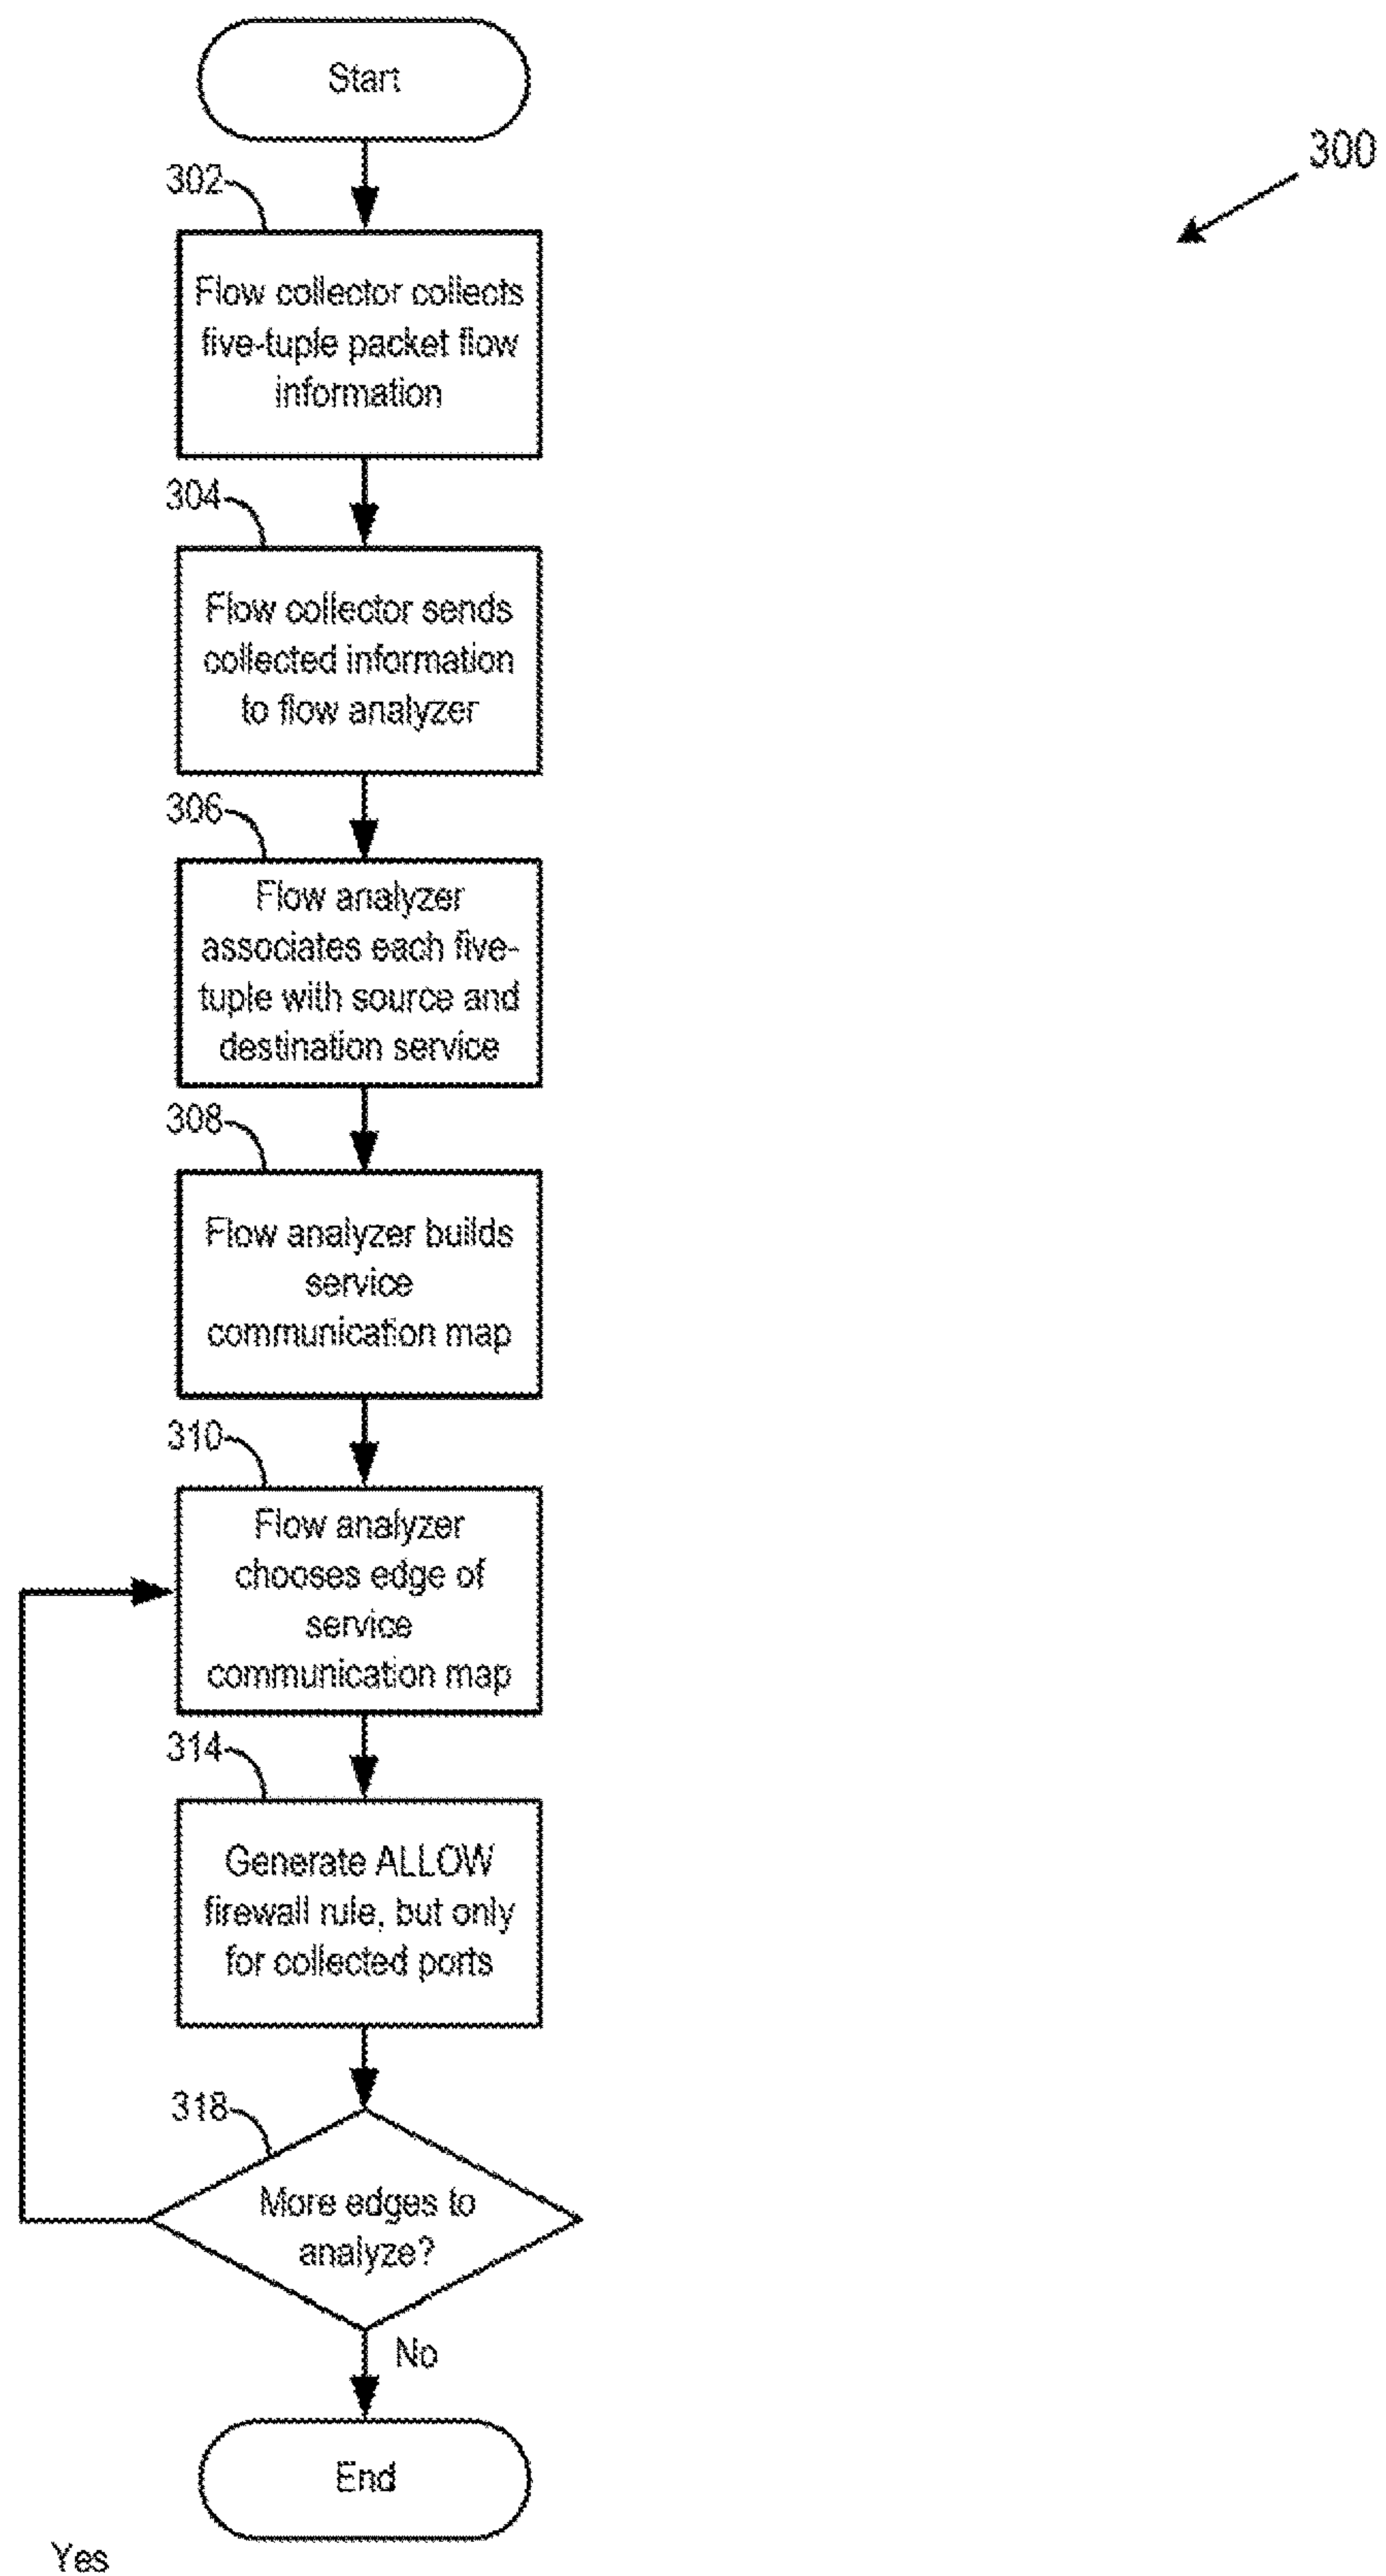 Start
300
302
Flow collector collects
five-tuple packet flow
information
304
Flow collector sends
collected information
to flow analyzer
306
Flow analyzer
associates each five-
tuple with source and
destination service
308
Flow analyzer builds
service
communication map
310
Flow analyzer
chooses edge of
service
communication map
314
Generate ALLOW
firewall rule, but only
for collected ports
318
More edges to
analyze?
No
End
Yes